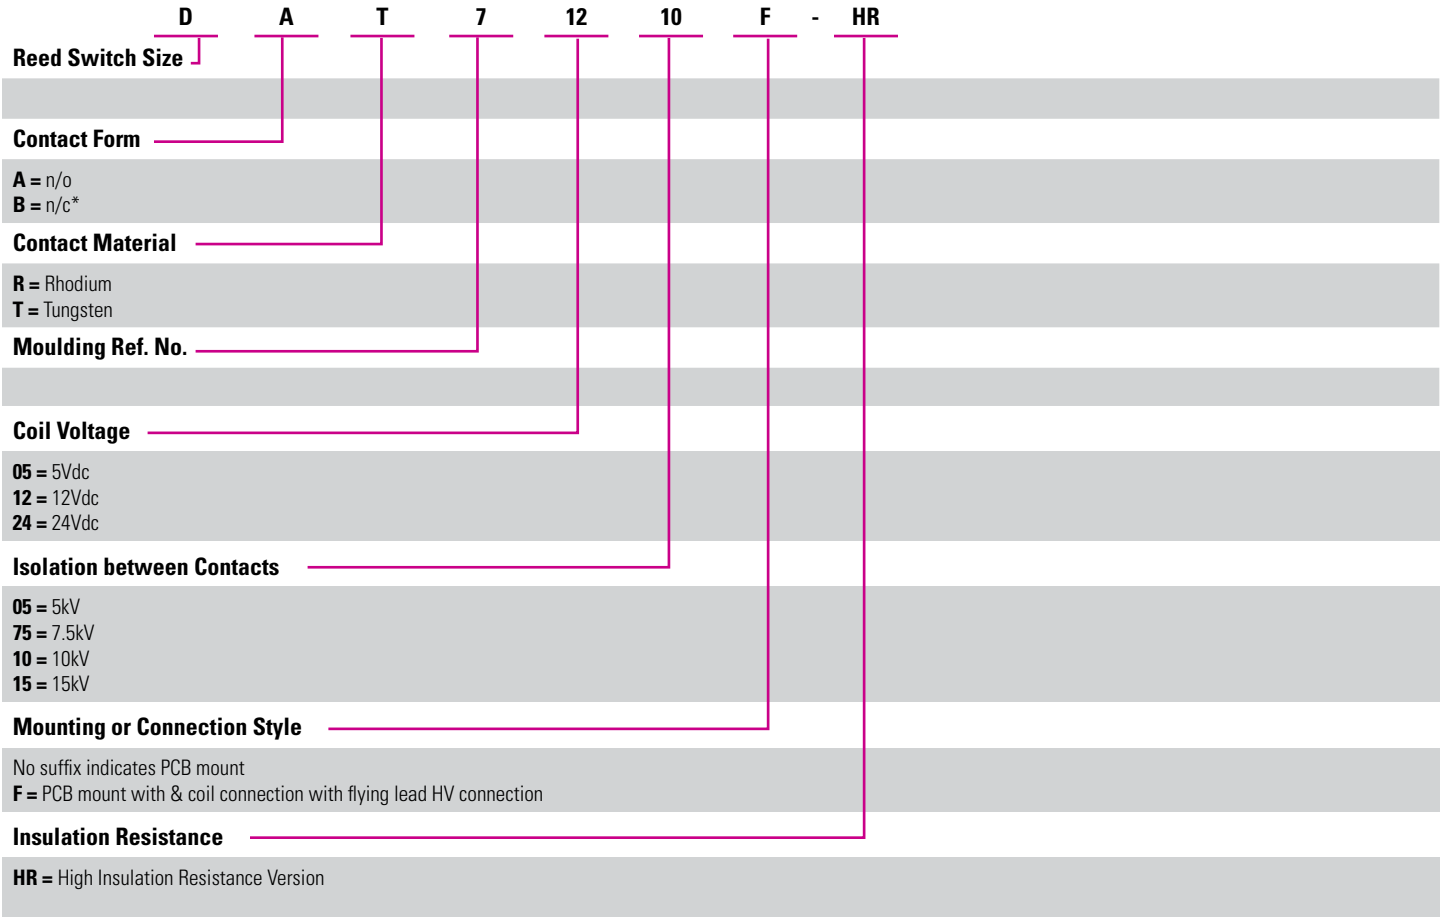 D A T 7 12 10 F - HR
Reed Switch Size
Contact Form
A = n/o
B = n/c*
Contact Material
R = Rhodium
T = Tungsten
Moulding Ref. No.
Coil Voltage
05 = 5Vdc
12 = 12Vdc
24 = 24Vdc
Isolation between Contacts
05 = 5kV
75 = 7.5kV
10 = 10kV
15 = 15kV
Mounting or Connection Style
No suffix indicates PCB mount
F = PCB mount with & coil connection with flying lead HV connection
Insulation Resistance
HR = High Insulation Resistance Version